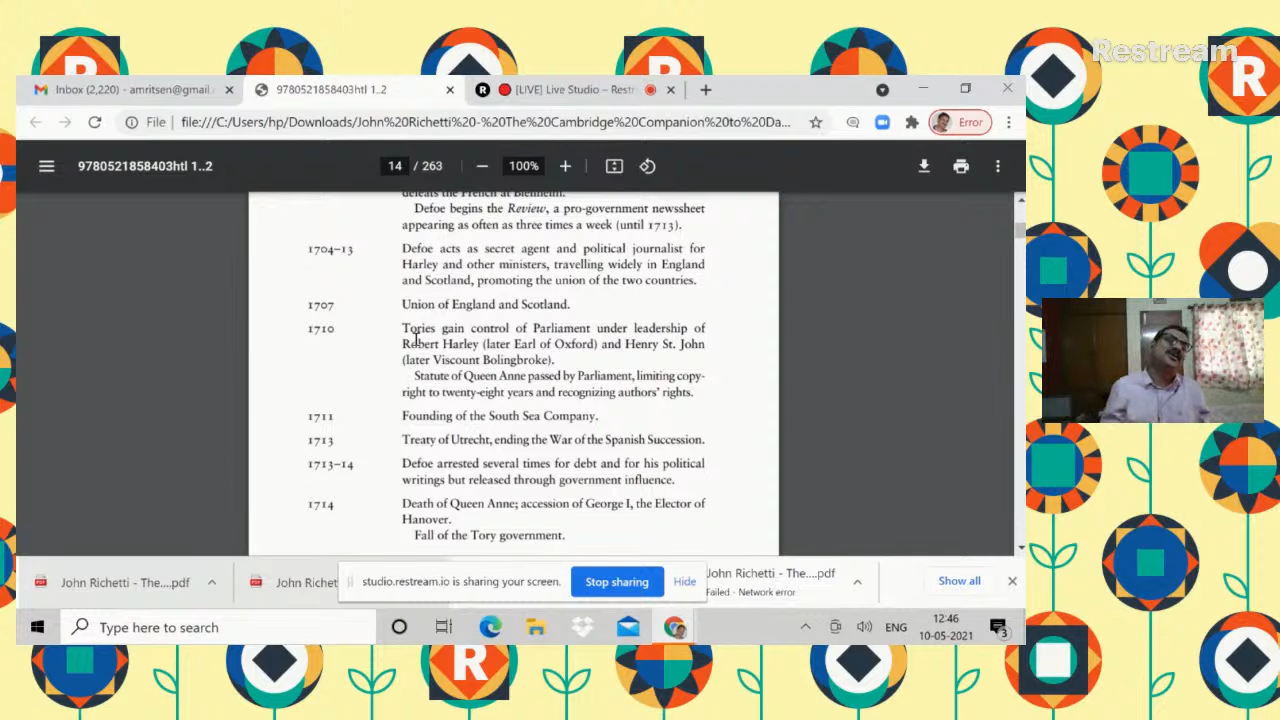 Restream
R
R
R
Inbox (2,220) - amritsen@gmail.
9780521858403htl 1..2
R
[LIVE] Live Studio – Restr
File
file:///C:/Users/hp/Downloads/John%20Richetti%20-%20The%20Cambridge%20Companion%20to%20Da...
Error
9780521858403htl 1..2
14 / 263
100%
defeats the French at Blenheim.
Defoe begins the Review, a pro-government newssheet
appearing as often as three times a week (until 1713).
1704–13 Defoe acts as secret agent and political journalist for
Harley and other ministers, travelling widely in England
and Scotland, promoting the union of the two countries.
1707 Union of England and Scotland.
1710 Tories gain control of Parliament under leadership of
Robert Harley (later Earl of Oxford) and Henry St. John
(later Viscount Bolingbroke).
Statute of Queen Anne passed by Parliament, limiting copy-
right to twenty-eight years and recognizing authors' rights.
1711 Founding of the South Sea Company.
1713 Treaty of Utrecht, ending the War of the Spanish Succession.
1713–14 Defoe arrested several times for debt and for his political
writings but released through government influence.
1714 Death of Queen Anne; accession of George I, the Elector of
Hanover.
Fall of the Tory government.
John Richetti - The....pdf
John Richet
studio.restream.io is sharing your screen.
Stop sharing
Hide
John Richetti - The....pdf
Failed - Network error
Show all
Type here to search
ENG
12:46
10-05-2021
3
R
R